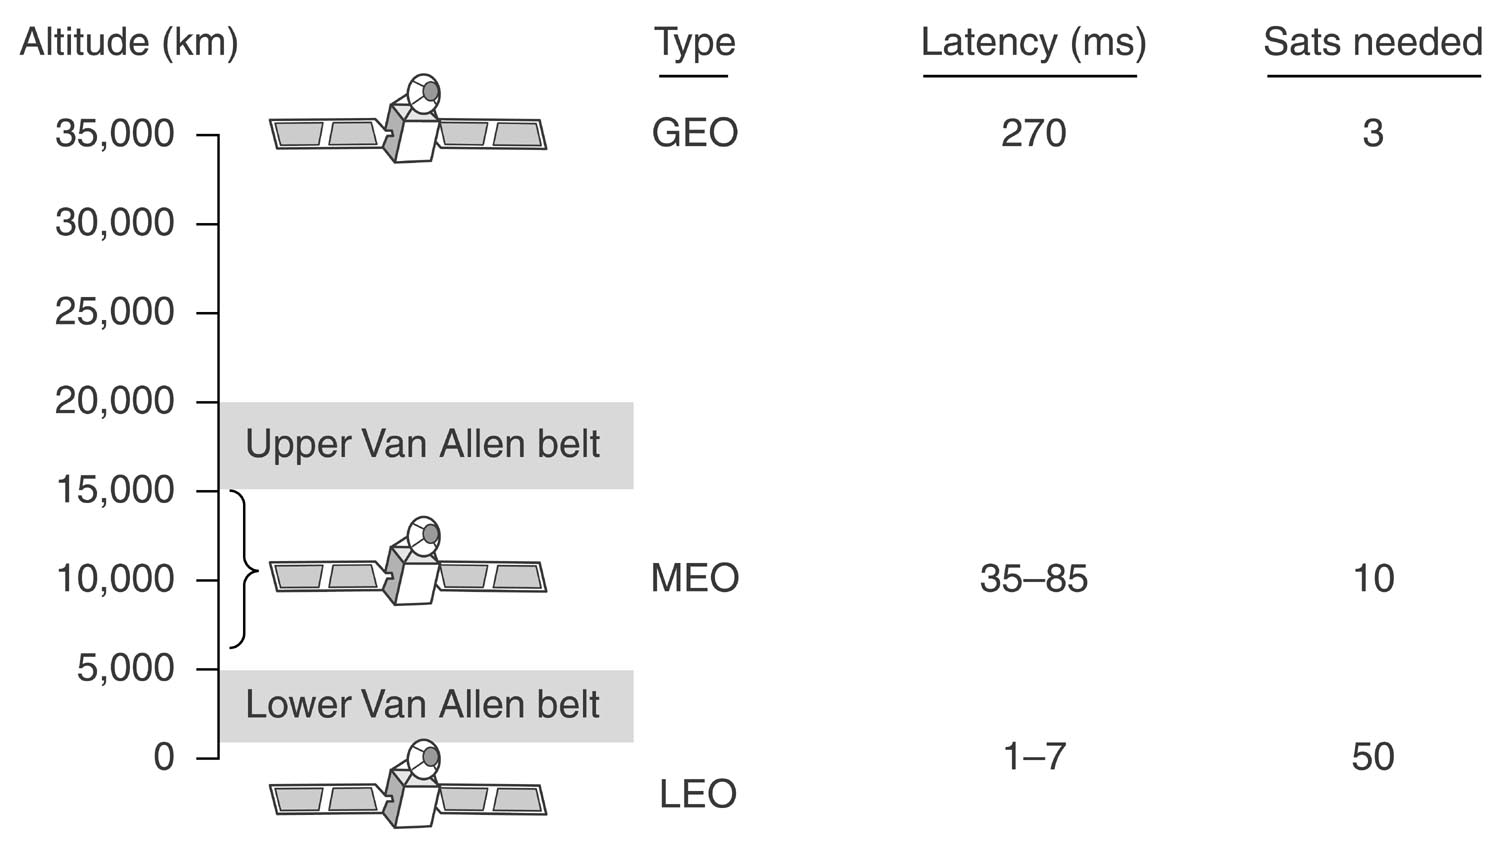 Altitude (km) Type Latency (ms) Sats needed
35,000 GEO 270 3
30,000
25,000
20,000
Upper Van Allen belt
15,000
10,000 MEO 35–85 10
5,000
Lower Van Allen belt
0 1–7 50
LEO